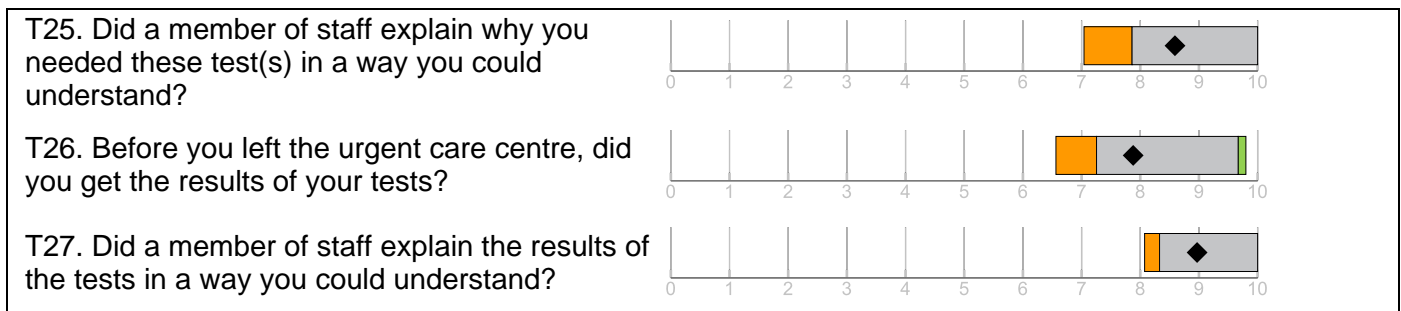 T25. Did a member of staff explain why you
needed these test(s) in a way you could
understand?
0 1 2 3 4 5 6 7 8 9 10
T26. Before you left the urgent care centre, did
you get the results of your tests?
0 1 2 3 4 5 6 7 8 9 10
T27. Did a member of staff explain the results of
the tests in a way you could understand?
0 1 2 3 4 5 6 7 8 9 10